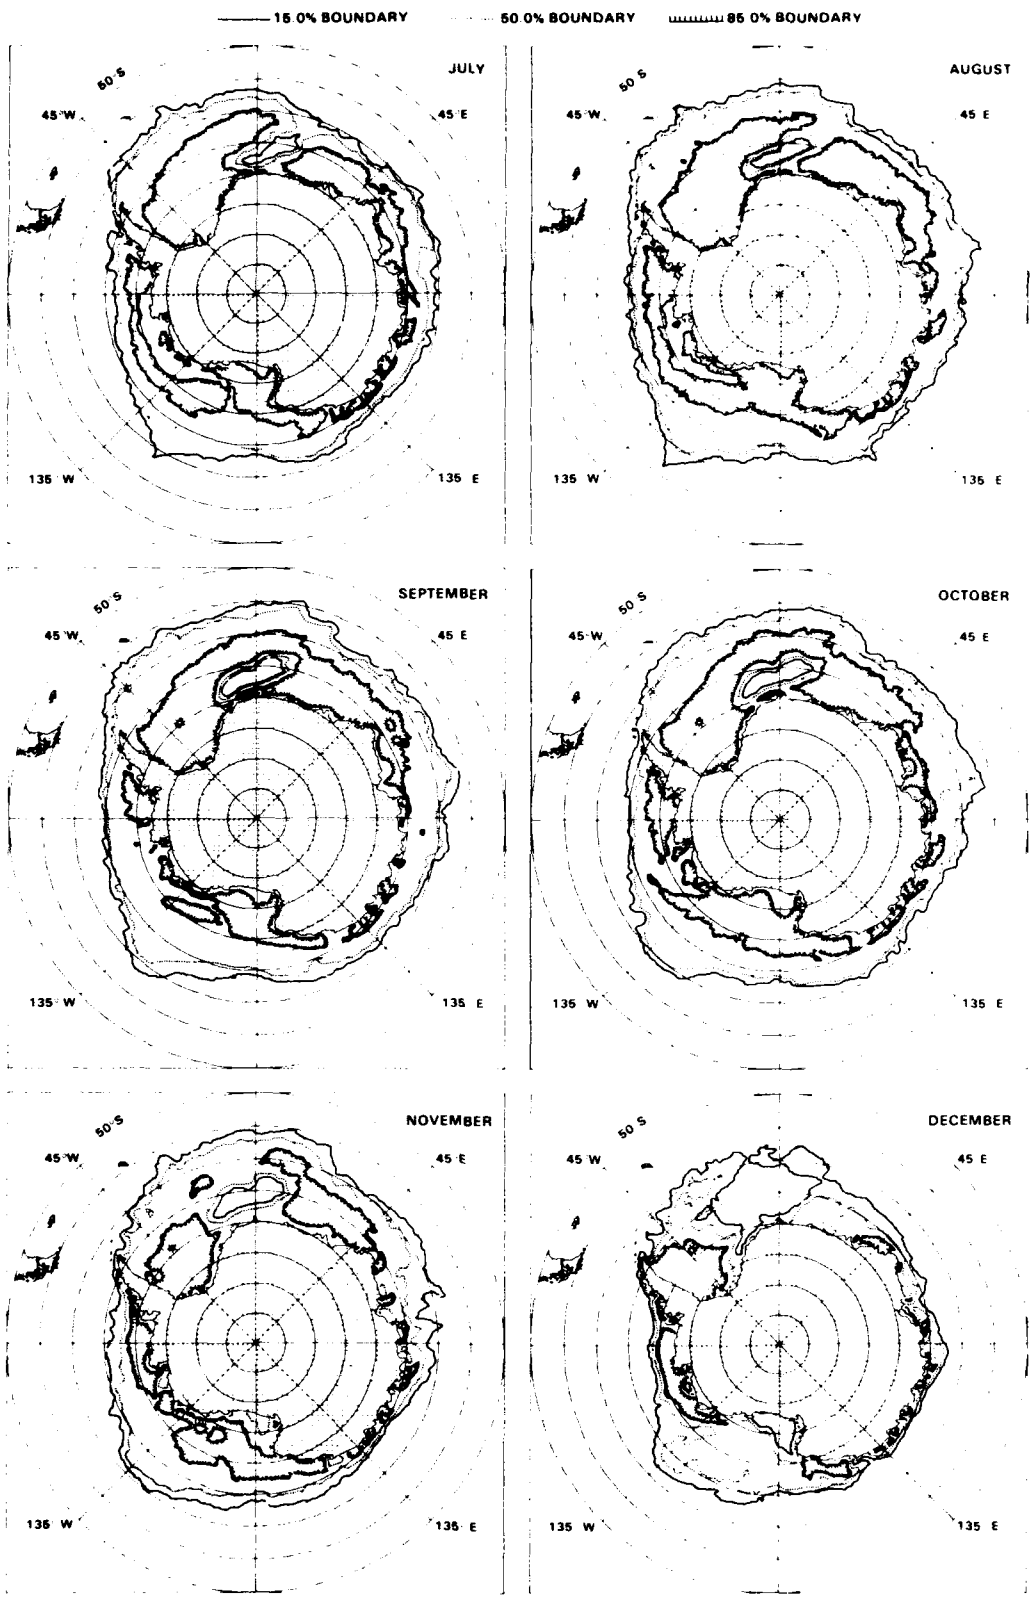 15.0% BOUNDARY 50.0% BOUNDARY 85.0% BOUNDARY
JULY
50°S
45°W
45°E
135 W
135 E
AUGUST
50 S
45 W
45 E
135 W
135 E
SEPTEMBER
50°S
45°W
45 E
135 W
135 E
OCTOBER
50 S
45 W
45 E
135 W
135 E
NOVEMBER
50°S
45°W
45°E
135 W
135 E
DECEMBER
50 S
45 W
45 E
135 W
135 E